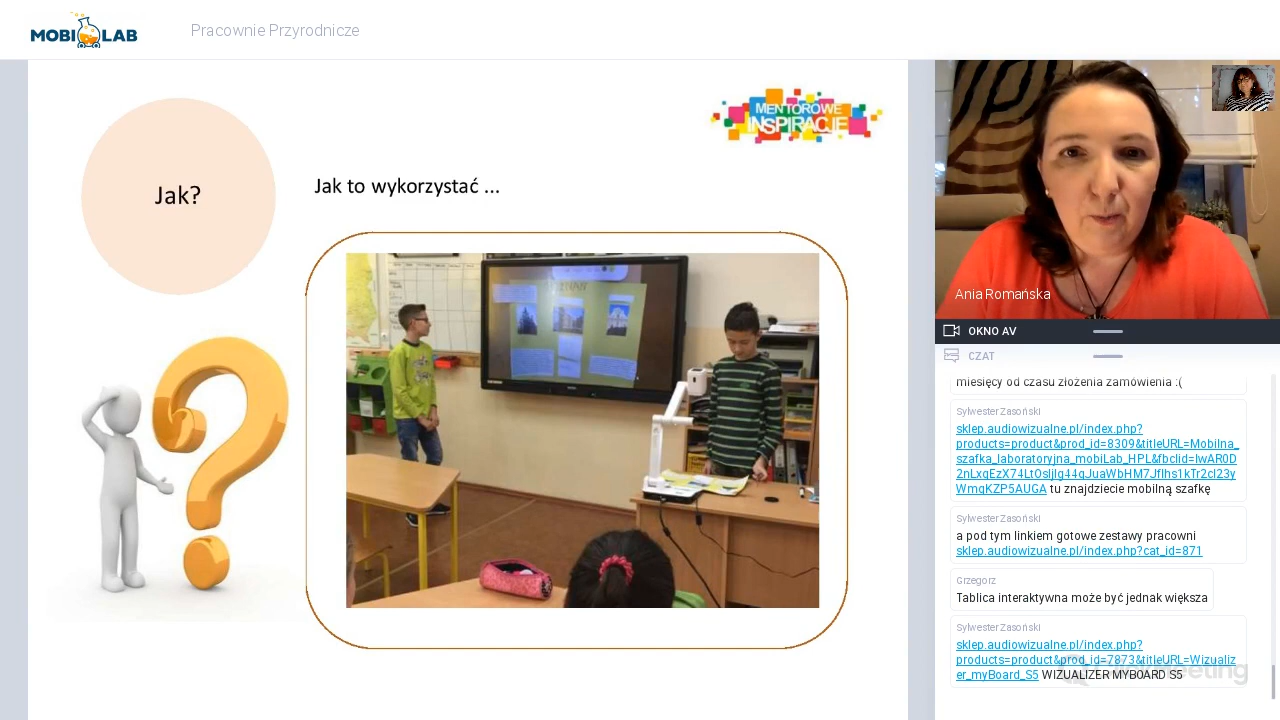 MOBILAB
Pracownie Przyrodnicze
MENTOROWE
INSPIRACJE
Jak?
Jak to wykorzystać ...
Ania Romańska
OKNO AV
CZAT
miesięcy od czasu złożenia zamówienia :(
Sylwester Zasoński
sklep.audiowizualne.pl/index.php?
products=product&prod_id=8309&titleURL=Mobilna_
szafka_laboratoryjna_mobiLab_HPL&fbclid=IwAR0D
WmqKZP5AUGA tu znajdziecie mobilną szafkę
Sylwester Zasoński
a pod tym linkiem gotowe zestawy pracowni
sklep.audiowizualne.pl/index.php?cat_id=871
Grzegorz
Tablica interaktywna może być jednak większa
Sylwester Zasoński
sklep.audiowizualne.pl/index.php?
products=product&prod_id=7873&titleURL=Wizualiz
er_myBoard_S5 WIZUALIZER MYBOARD S5